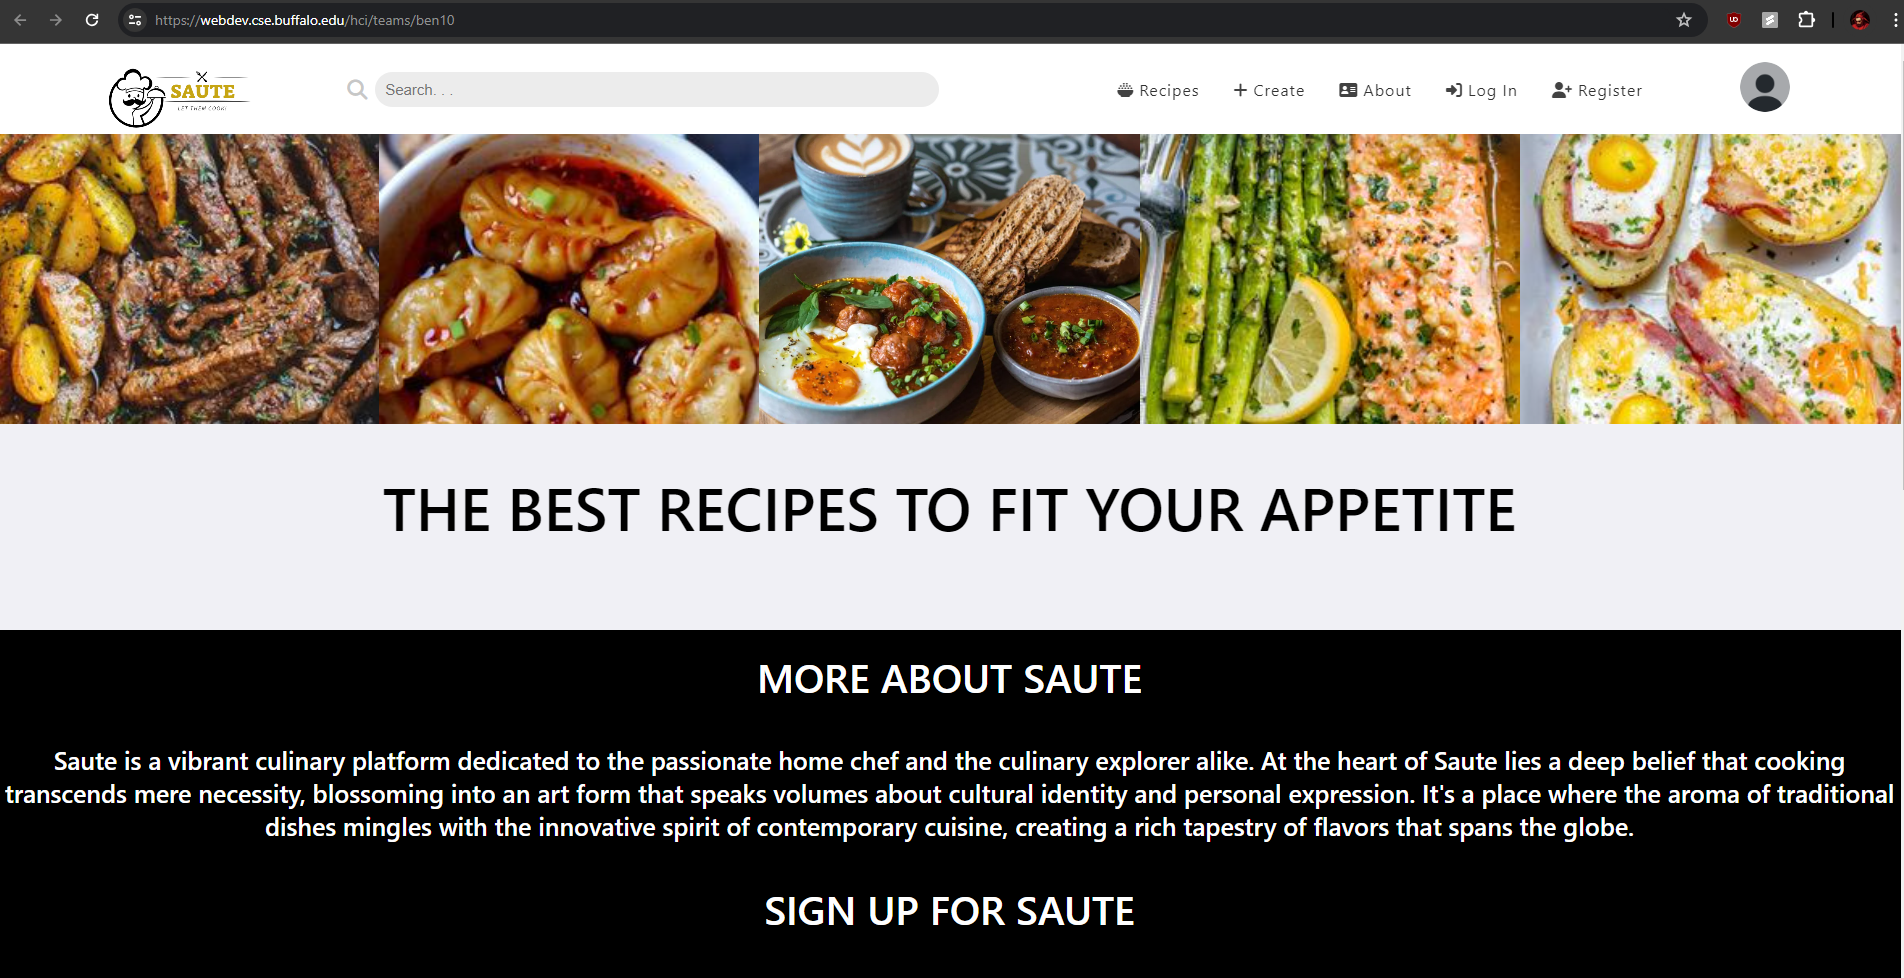 https://webdev.cse.buffalo.edu/hci/teams/ben10
SAUTE
LET THEM COOK!
Search. . .
Recipes
Create
About
Log In
Register
THE BEST RECIPES TO FIT YOUR APPETITE
MORE ABOUT SAUTE
Saute is a vibrant culinary platform dedicated to the passionate home chef and the culinary explorer alike. At the heart of Saute lies a deep belief that cooking
transcends mere necessity, blossoming into an art form that speaks volumes about cultural identity and personal expression. It's a place where the aroma of traditional
dishes mingles with the innovative spirit of contemporary cuisine, creating a rich tapestry of flavors that spans the globe.
SIGN UP FOR SAUTE